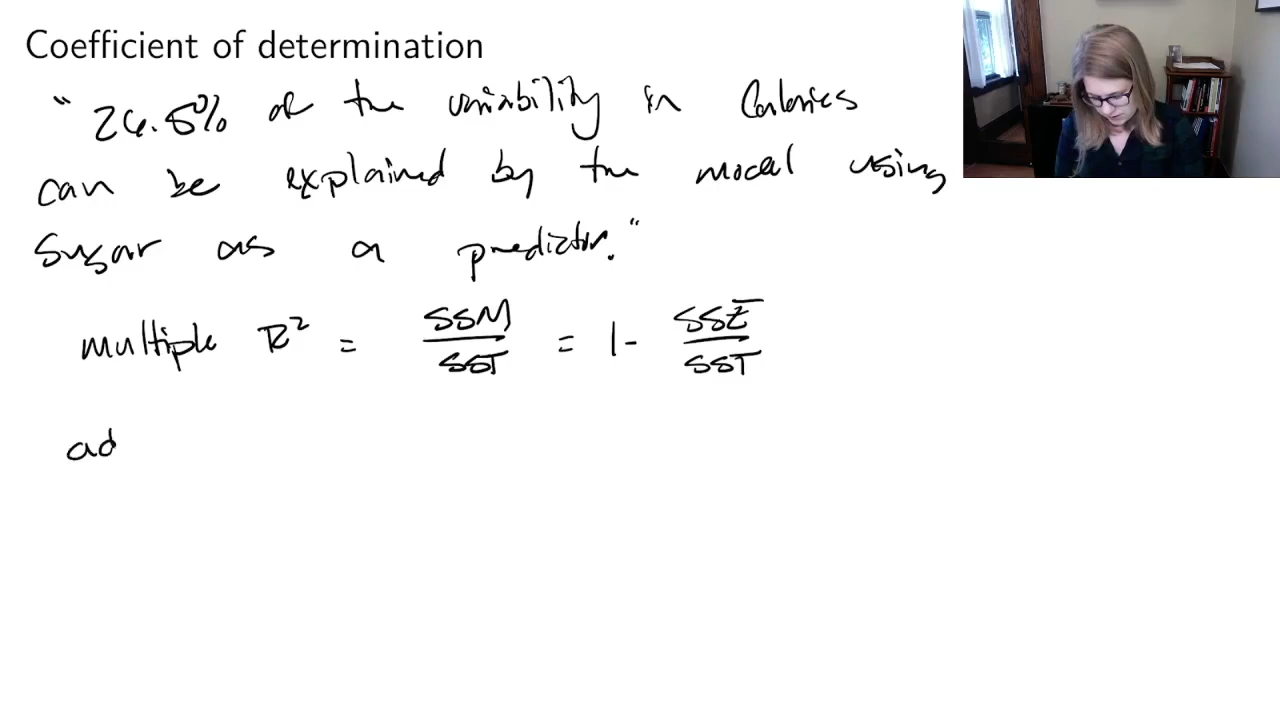 Coefficient of determination
" 26.5% of the variability in Calories
can be explained by the model using
Sugar as a predictor."
multiple R² = SSM/SST = 1 - SSE/SST
ad